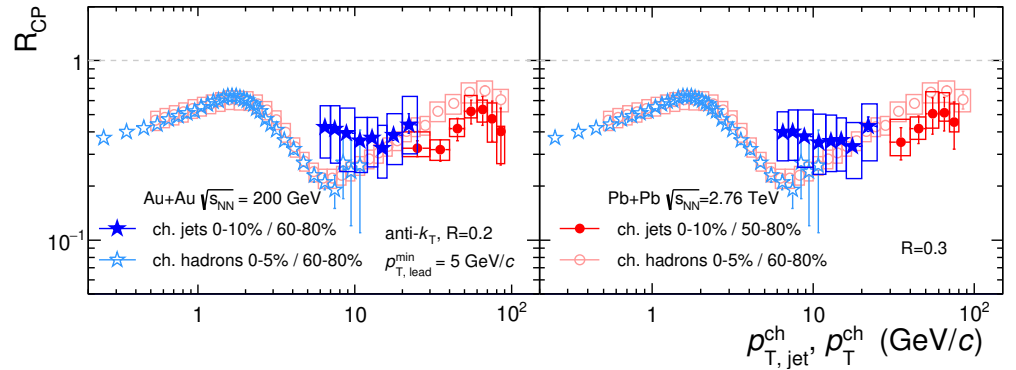 R_CP
1
10^−1
Au+Au √s_NN = 200 GeV
ch. jets 0-10% / 60-80%
ch. hadrons 0-5% / 60-80%
anti-k_T, R=0.2
p_T, lead^min = 5 GeV/c
Pb+Pb √s_NN=2.76 TeV
ch. jets 0-10% / 50-80%
ch. hadrons 0-5% / 60-80%
R=0.3
1 10 10^2 1 10 10^2
p_T, jet^ch, p_T^ch (GeV/c)